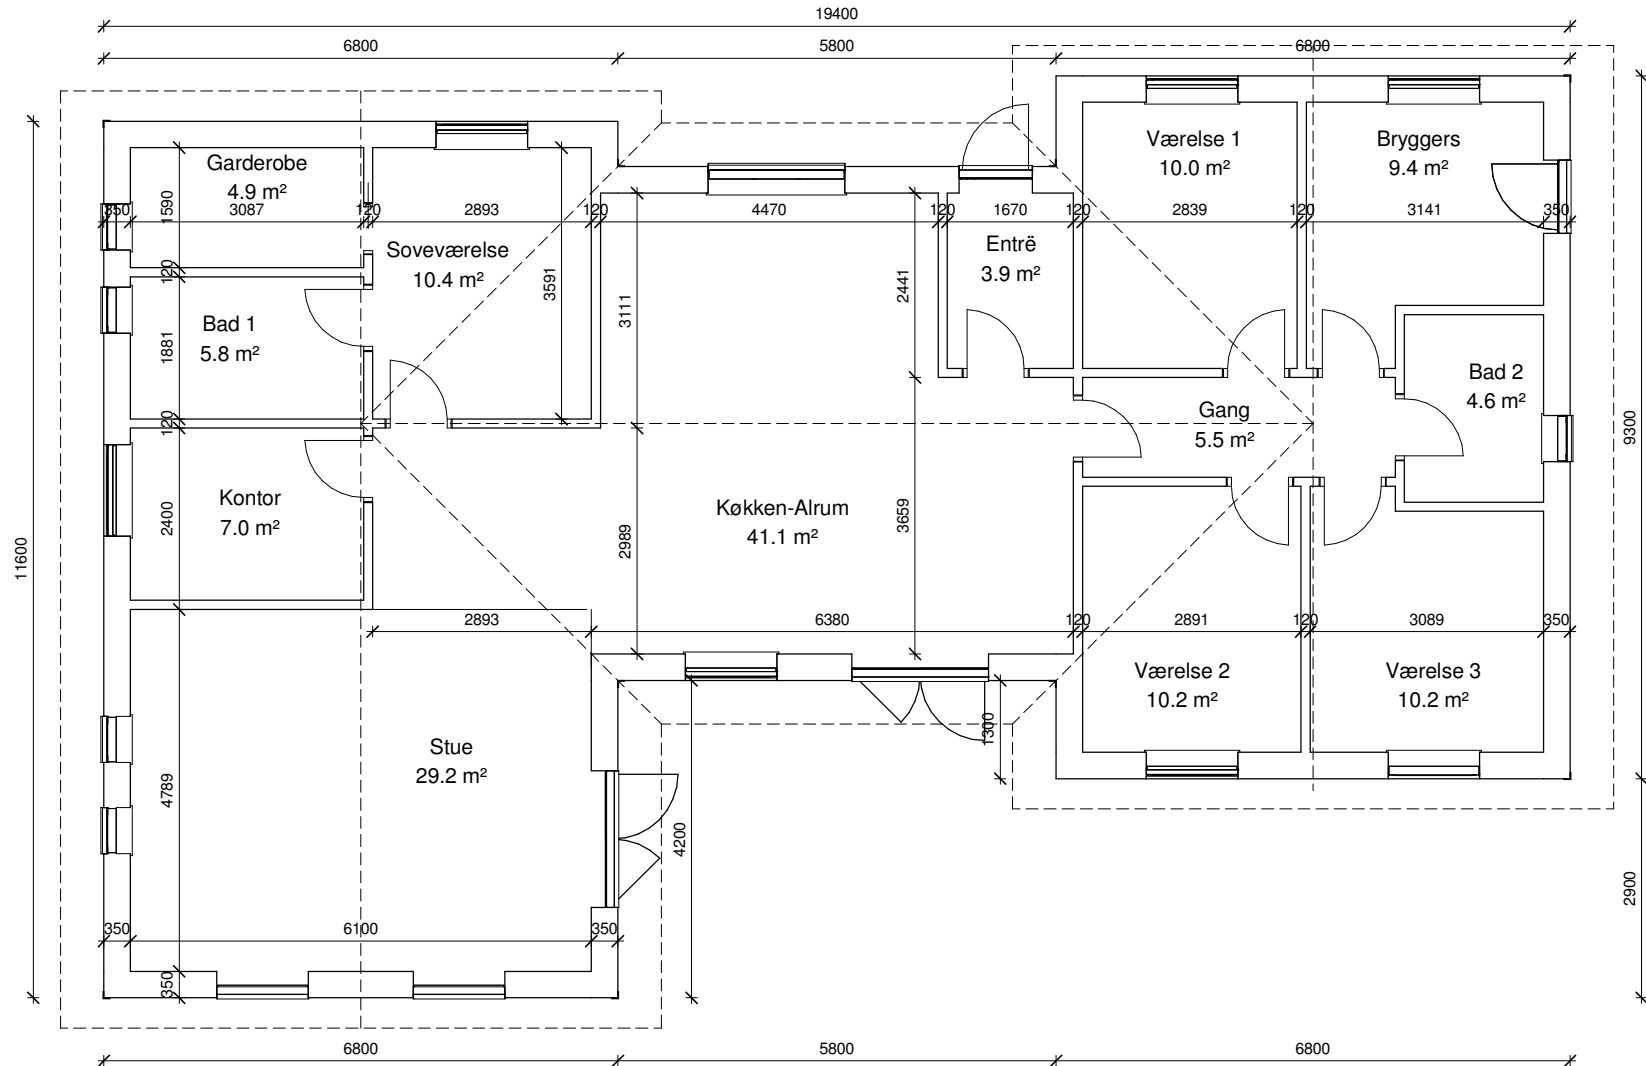 19400
6800
5800
6800
Garderobe
4.9 m²
Værelse 1
10.0 m²
Bryggers
9.4 m²
350
3087
120
2893
120
4470
120
1670
120
2839
120
3141
350
1590
Soveværelse
10.4 m²
Entrë
3.9 m²
120
3591
3111
2441
Bad 1
5.8 m²
1881
Bad 2
4.6 m²
120
Gang
5.5 m²
9300
Kontor
7.0 m²
2400
Køkken-Alrum
41.1 m²
2989
3659
11600
2893
6380
120
2891
120
3089
350
Værelse 2
10.2 m²
Værelse 3
10.2 m²
1300
Stue
29.2 m²
4789
4200
2900
350
6100
350
350
6800
5800
6800